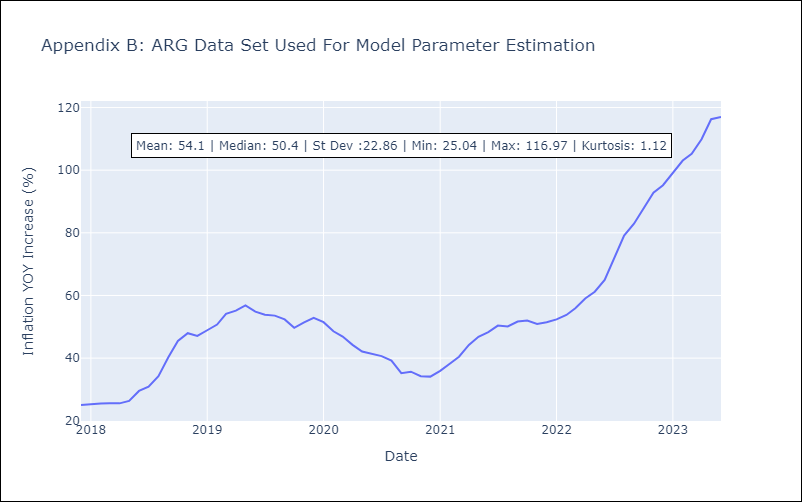 Appendix B: ARG Data Set Used For Model Parameter Estimation
120
Mean: 54.1 | Median: 50.4 | St Dev :22.86 | Min: 25.04 | Max: 116.97 | Kurtosis: 1.12
100
80
60
40
20
Inflation YOY Increase (%)
2018 2019 2020 2021 2022 2023
Date